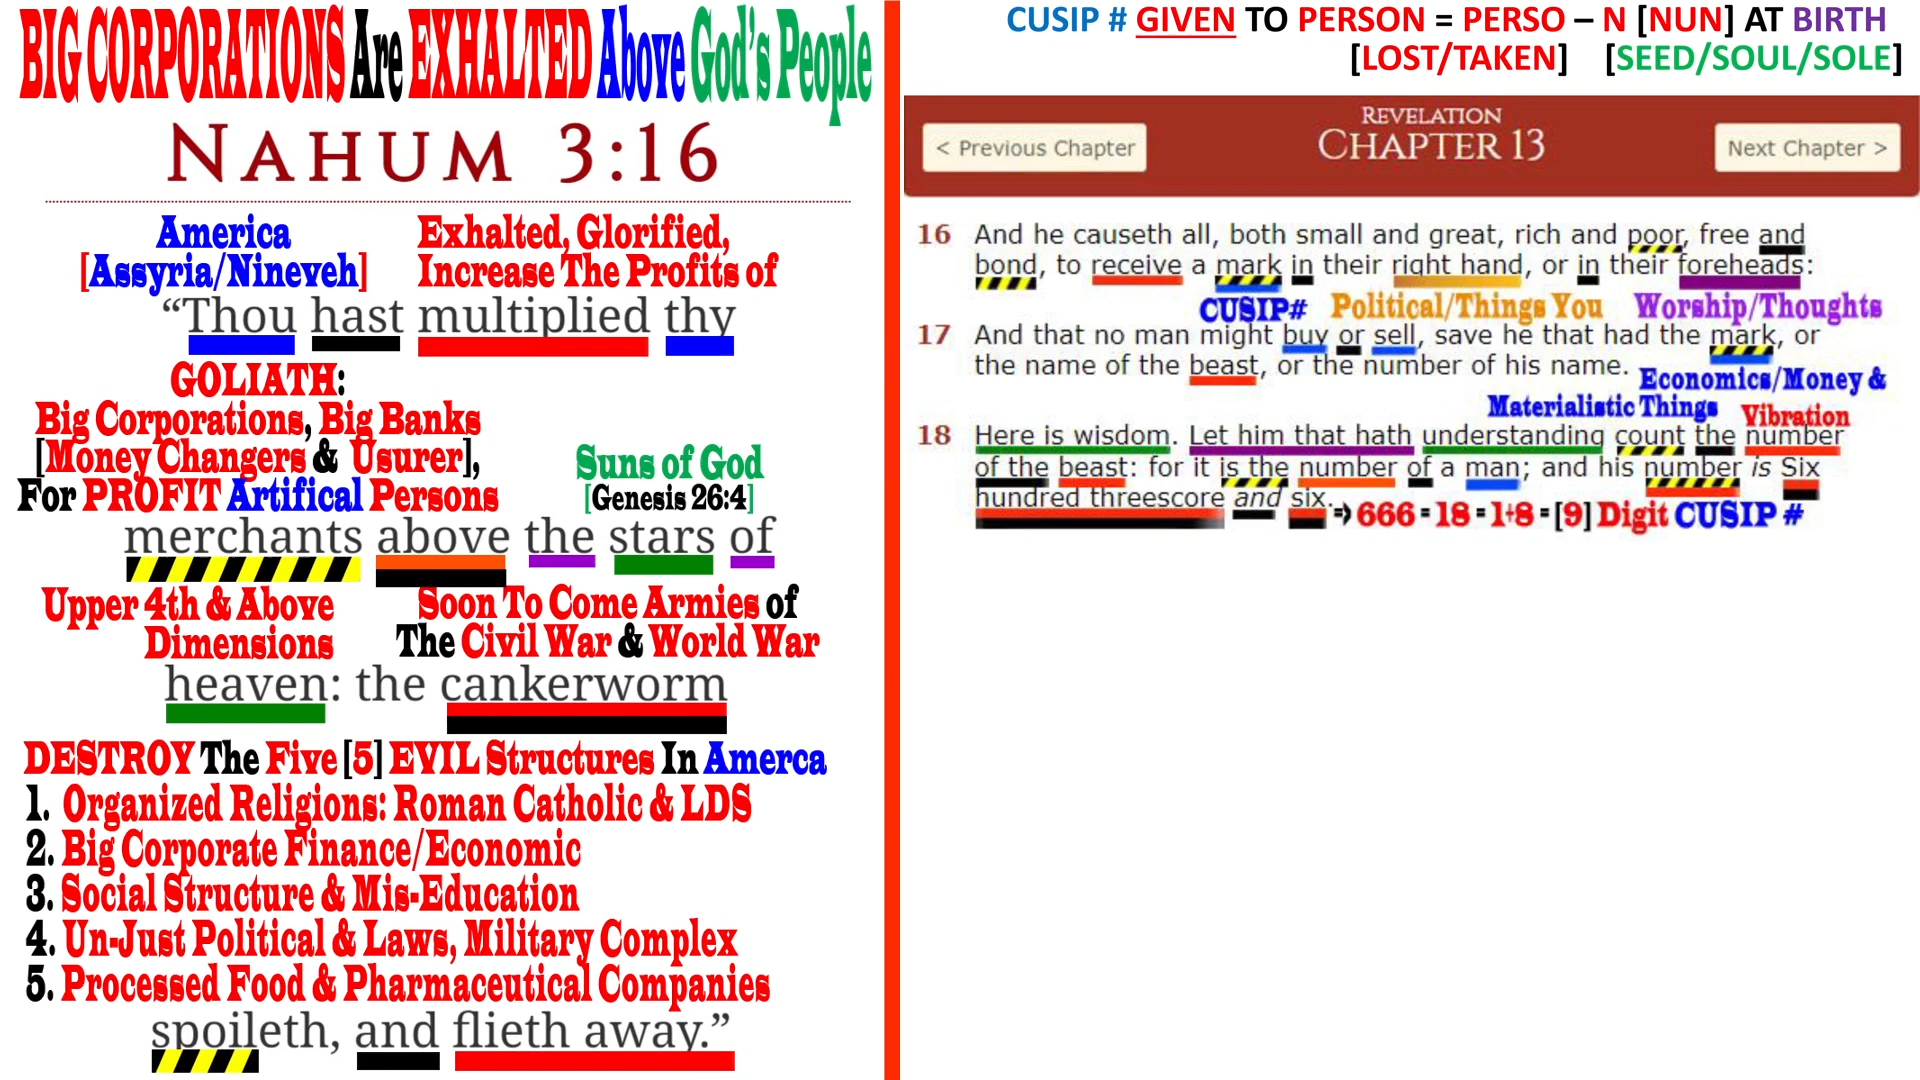 BIG CORPORATIONS Are EXHALTED Above God's People
NAHUM 3:16
America
[Assyria/Nineveh]
Exhalted, Glorified,
Increase The Profits of
“Thou hast multiplied thy
GOLIATH:
Big Corporations, Big Banks
[Money Changers & Usurer],
For PROFIT Artifical Persons
Suns of God
[Genesis 26:4]
merchants above the stars of
Upper 4th & Above
Dimensions
Soon To Come Armies of
The Civil War & World War
heaven: the cankerworm
DESTROY The Five [5] EVIL Structures In Amerca
1. Organized Religions: Roman Catholic & LDS
2. Big Corporate Finance/Economic
3. Social Structure & Mis-Education
4. Un-Just Political & Laws, Military Complex
5. Processed Food & Pharmaceutical Companies
spoileth, and flieth away.”
CUSIP # GIVEN TO PERSON = PERSO – N [NUN] AT BIRTH
[LOST/TAKEN] [SEED/SOUL/SOLE]
< Previous Chapter
REVELATION
CHAPTER 13
Next Chapter >
16 And he causeth all, both small and great, rich and poor, free and
bond, to receive a mark in their right hand, or in their foreheads:
CUSIP# Political/Things You Worship/Thoughts
17 And that no man might buy or sell, save he that had the mark, or
the name of the beast, or the number of his name.
Economics/Money &
Materialistic Things
Vibration
18 Here is wisdom. Let him that hath understanding count the number
of the beast: for it is the number of a man; and his number is Six
hundred threescore and six.
⇒ 666 = 18 = 1+8 = [9] Digit CUSIP #